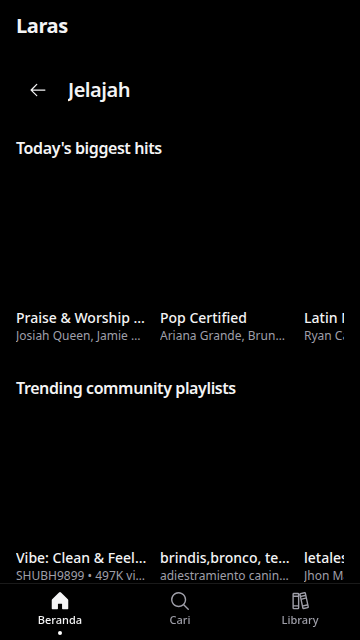 Laras
Jelajah
Today's biggest hits
Praise & Worship ...
Pop Certified
Latin
Josiah Queen, Jamie ...
Ariana Grande, Brun...
Ryan
Trending community playlists
Vibe: Clean & Feel...
brindis,bronco, te...
letales
SHUBH9899 • 497K vi...
adiestramiento canin...
Jhon M
Beranda
Cari
Library